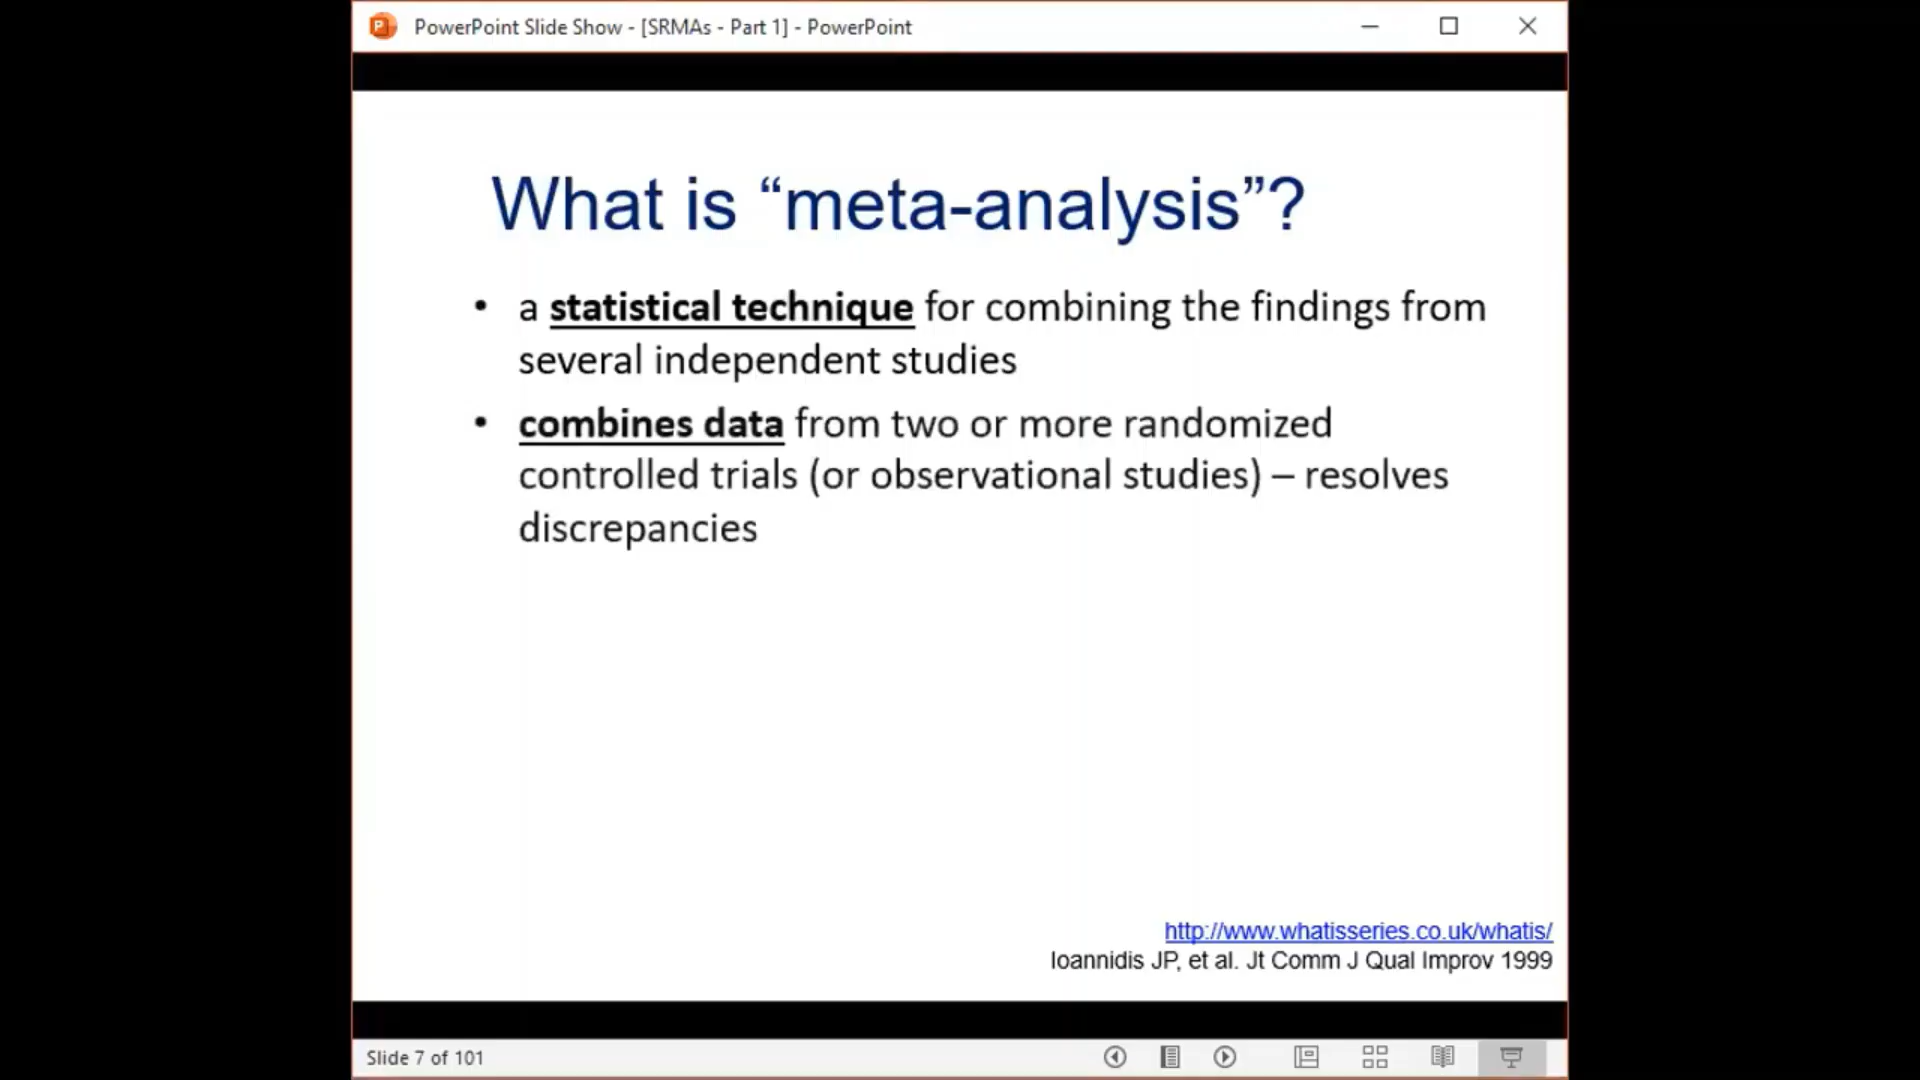 PowerPoint Slide Show - [SRMAs - Part 1] - PowerPoint
What is “meta-analysis”?
• a statistical technique for combining the findings from
several independent studies
• combines data from two or more randomized
controlled trials (or observational studies) – resolves
discrepancies
http://www.whatisseries.co.uk/whatis/
Ioannidis JP, et al. Jt Comm J Qual Improv 1999
Slide 7 of 101